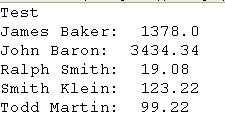 Test
James Baker:  1378.0
John Baron:  3434.34
Ralph Smith:  19.08
Smith Klein:  123.22
Todd Martin:  99.22